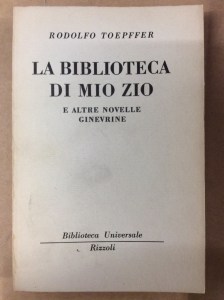 RODOLFO TOEPFFER
LA BIBLIOTECA
DI MIO ZIO
E ALTRE NOVELLE
GINEVRINE
Biblioteca Universale
Rizzoli